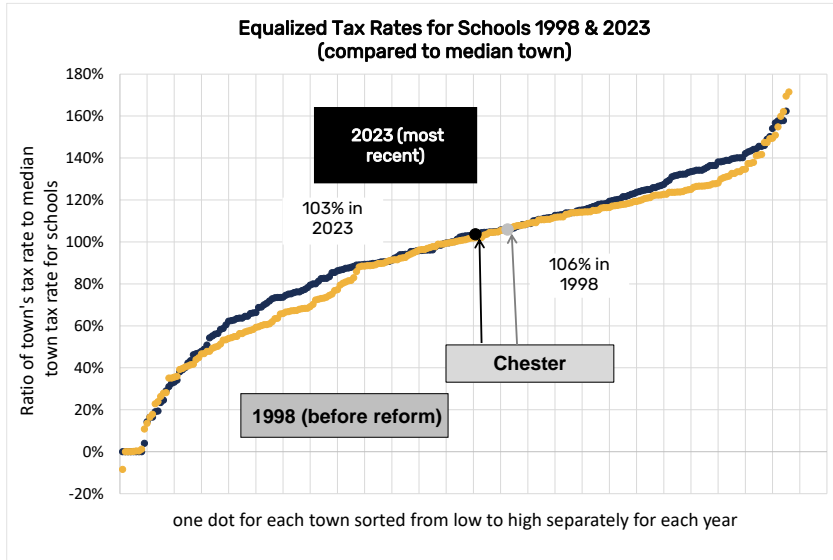 Equalized Tax Rates for Schools 1998 & 2023
(compared to median town)
180%
160%
140%
120%
100%
80%
60%
40%
20%
0%
-20%
Ratio of town's tax rate to median
town tax rate for schools
2023 (most
recent)
103% in
2023
106% in
1998
Chester
1998 (before reform)
one dot for each town sorted from low to high separately for each year